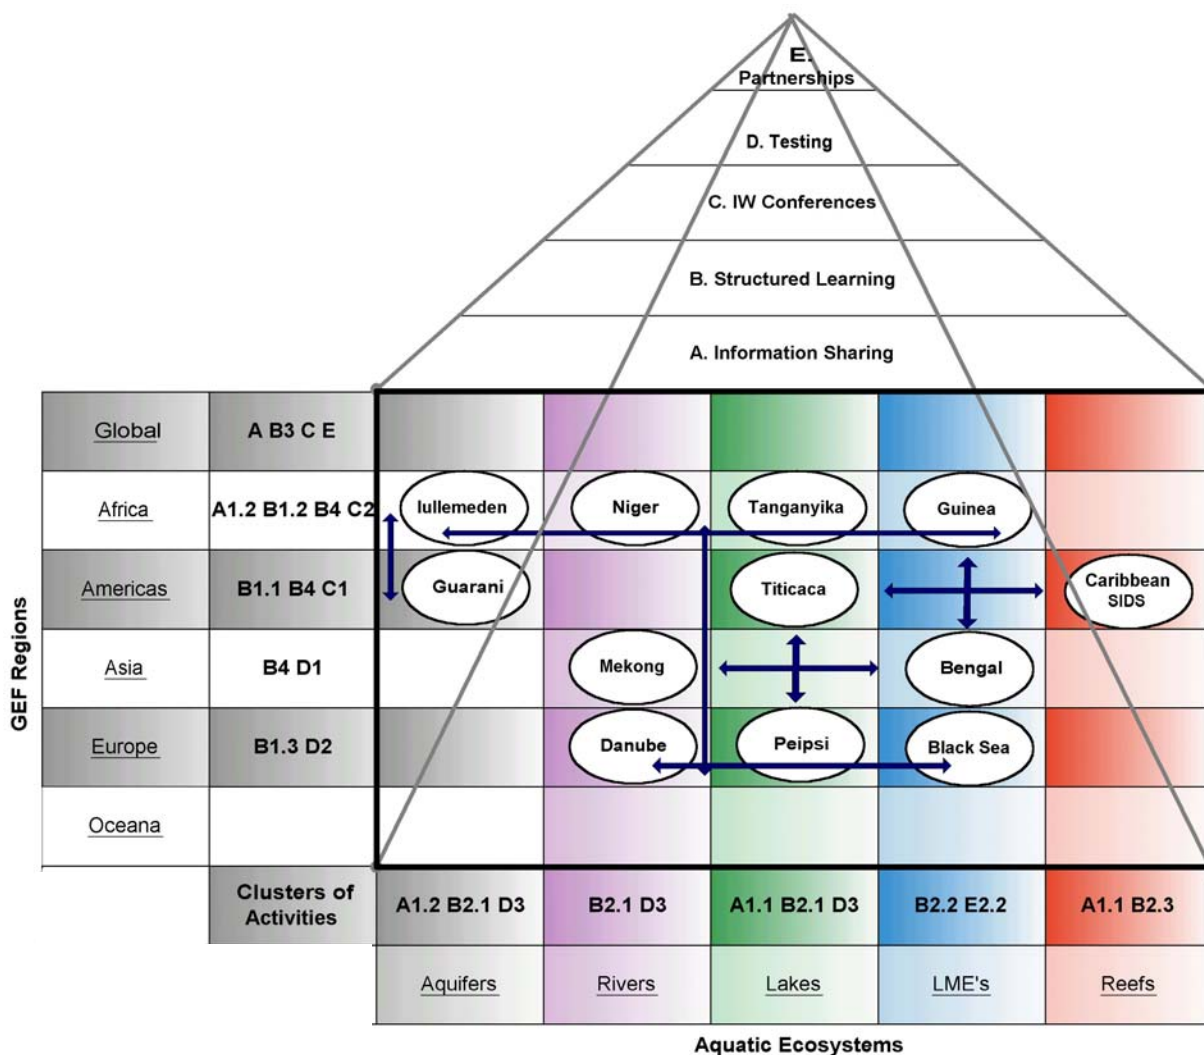 E.
Partnerships
D. Testing
C. IW Conferences
B. Structured Learning
A. Information Sharing
GEF Regions
Global
A B3 C E
Africa
A1.2 B1.2 B4 C2
Iullemeden
Niger
Tanganyika
Guinea
Americas
B1.1 B4 C1
Guarani
Titicaca
Caribbean
SIDS
Asia
B4 D1
Mekong
Bengal
Europe
B1.3 D2
Danube
Peipsi
Black Sea
Oceana
Clusters of
Activities
A1.2 B2.1 D3
B2.1 D3
A1.1 B2.1 D3
B2.2 E2.2
A1.1 B2.3
Aquifers
Rivers
Lakes
LME's
Reefs
Aquatic Ecosystems